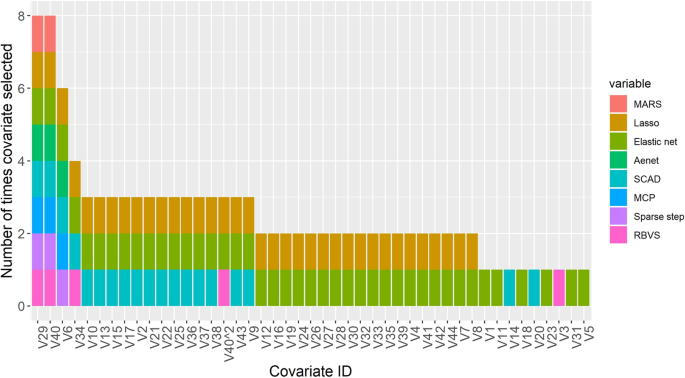 Number of times covariate selected
8
6
4
2
0
V29 V40 V6 V34 V10 V13 V15 V17 V2 V21 V22 V25 V36 V37 V38 V40^2 V43 V9 V12 V16 V19 V24 V26 V27 V28 V30 V32 V33 V35 V39 V4 V41 V42 V44 V7 V8 V1 V11 V14 V18 V20 V23 V3 V31 V5
Covariate ID
variable
MARS
Lasso
Elastic net
Aenet
SCAD
MCP
Sparse step
RBVS